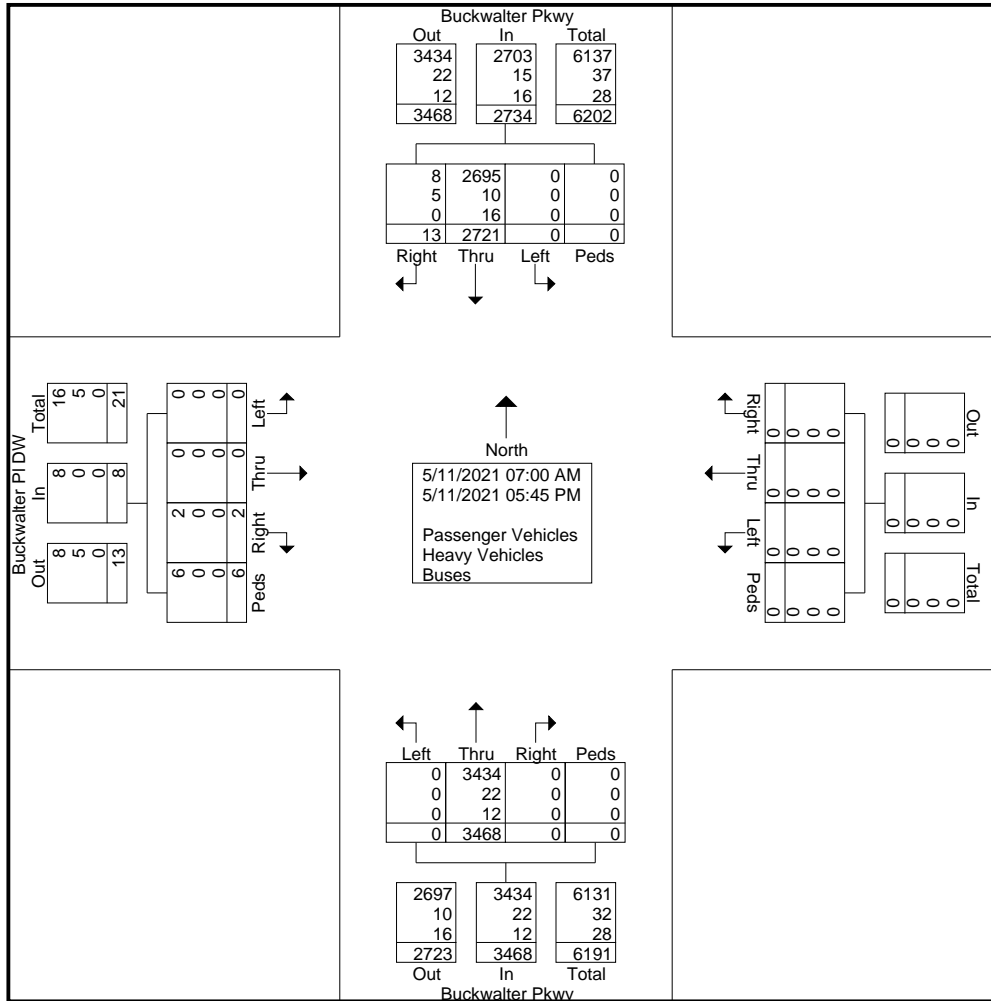 Buckwalter Pkwy
Out In Total
3434 2703 6137
22 15 37
12 16 28
3468 2734 6202
8 2695 0 0
5 10 0 0
0 16 0 0
13 2721 0 0
Right Thru Left Peds
Buckwalter Pl DW
Total
16 5 0 21
In
8 0 0 8
Out
8 5 0 13
0 0 0 0
Left
0 0 0 0
Thru
2 0 0 2
Right
6 0 0 6
Peds
North
5/11/2021 07:00 AM
5/11/2021 05:45 PM
Passenger Vehicles
Heavy Vehicles
Buses
Right
0 0 0 0
Thru
0 0 0 0
Left
0 0 0 0
Peds
0 0 0 0
Out
0 0 0 0
In
0 0 0 0
Total
0 0 0 0
Left Thru Right Peds
0 3434 0 0
0 22 0 0
0 12 0 0
0 3468 0 0
2697 3434 6131
10 22 32
16 12 28
2723 3468 6191
Out In Total
Buckwalter Pkwy